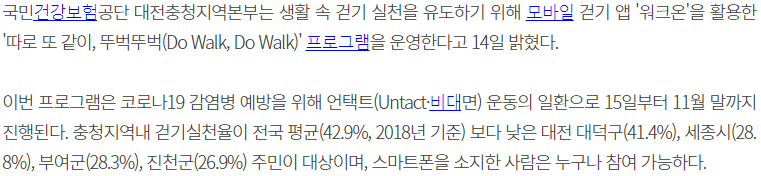 국민건강보험공단 대전충청지역본부는 생활 속 걷기 실천을 유도하기 위해 모바일 걷기 앱 '워크온'을 활용한
'따로 또 같이, 뚜벅뚜벅(Do Walk, Do Walk)' 프로그램을 운영한다고 14일 밝혔다.
이번 프로그램은 코로나19 감염병 예방을 위해 언택트(Untact·비대면) 운동의 일환으로 15일부터 11월 말까지
진행된다. 충청지역내 걷기실천율이 전국 평균(42.9%, 2018년 기준) 보다 낮은 대전 대덕구(41.4%), 세종시(28.
8%), 부여군(28.3%), 진천군(26.9%) 주민이 대상이며, 스마트폰을 소지한 사람은 누구나 참여 가능하다.